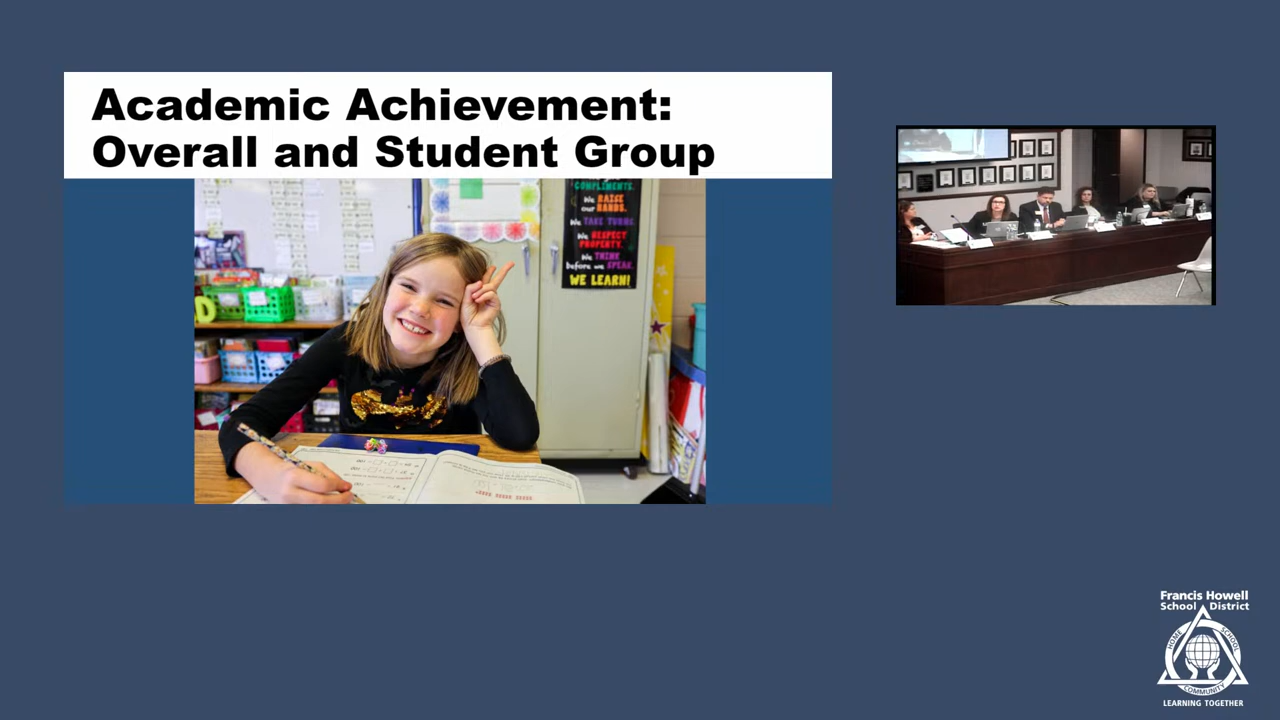 Academic Achievement:
Overall and Student Group
COMPLIMENTS.
We RAISE
our HANDS.
We TAKE TURNS
We RESPECT
PROPERTY.
We THINK
before we SPEAK.
WE LEARN!
D
Francis Howell
School District
HOME
SCHOOL
COMMUNITY
LEARNING TOGETHER